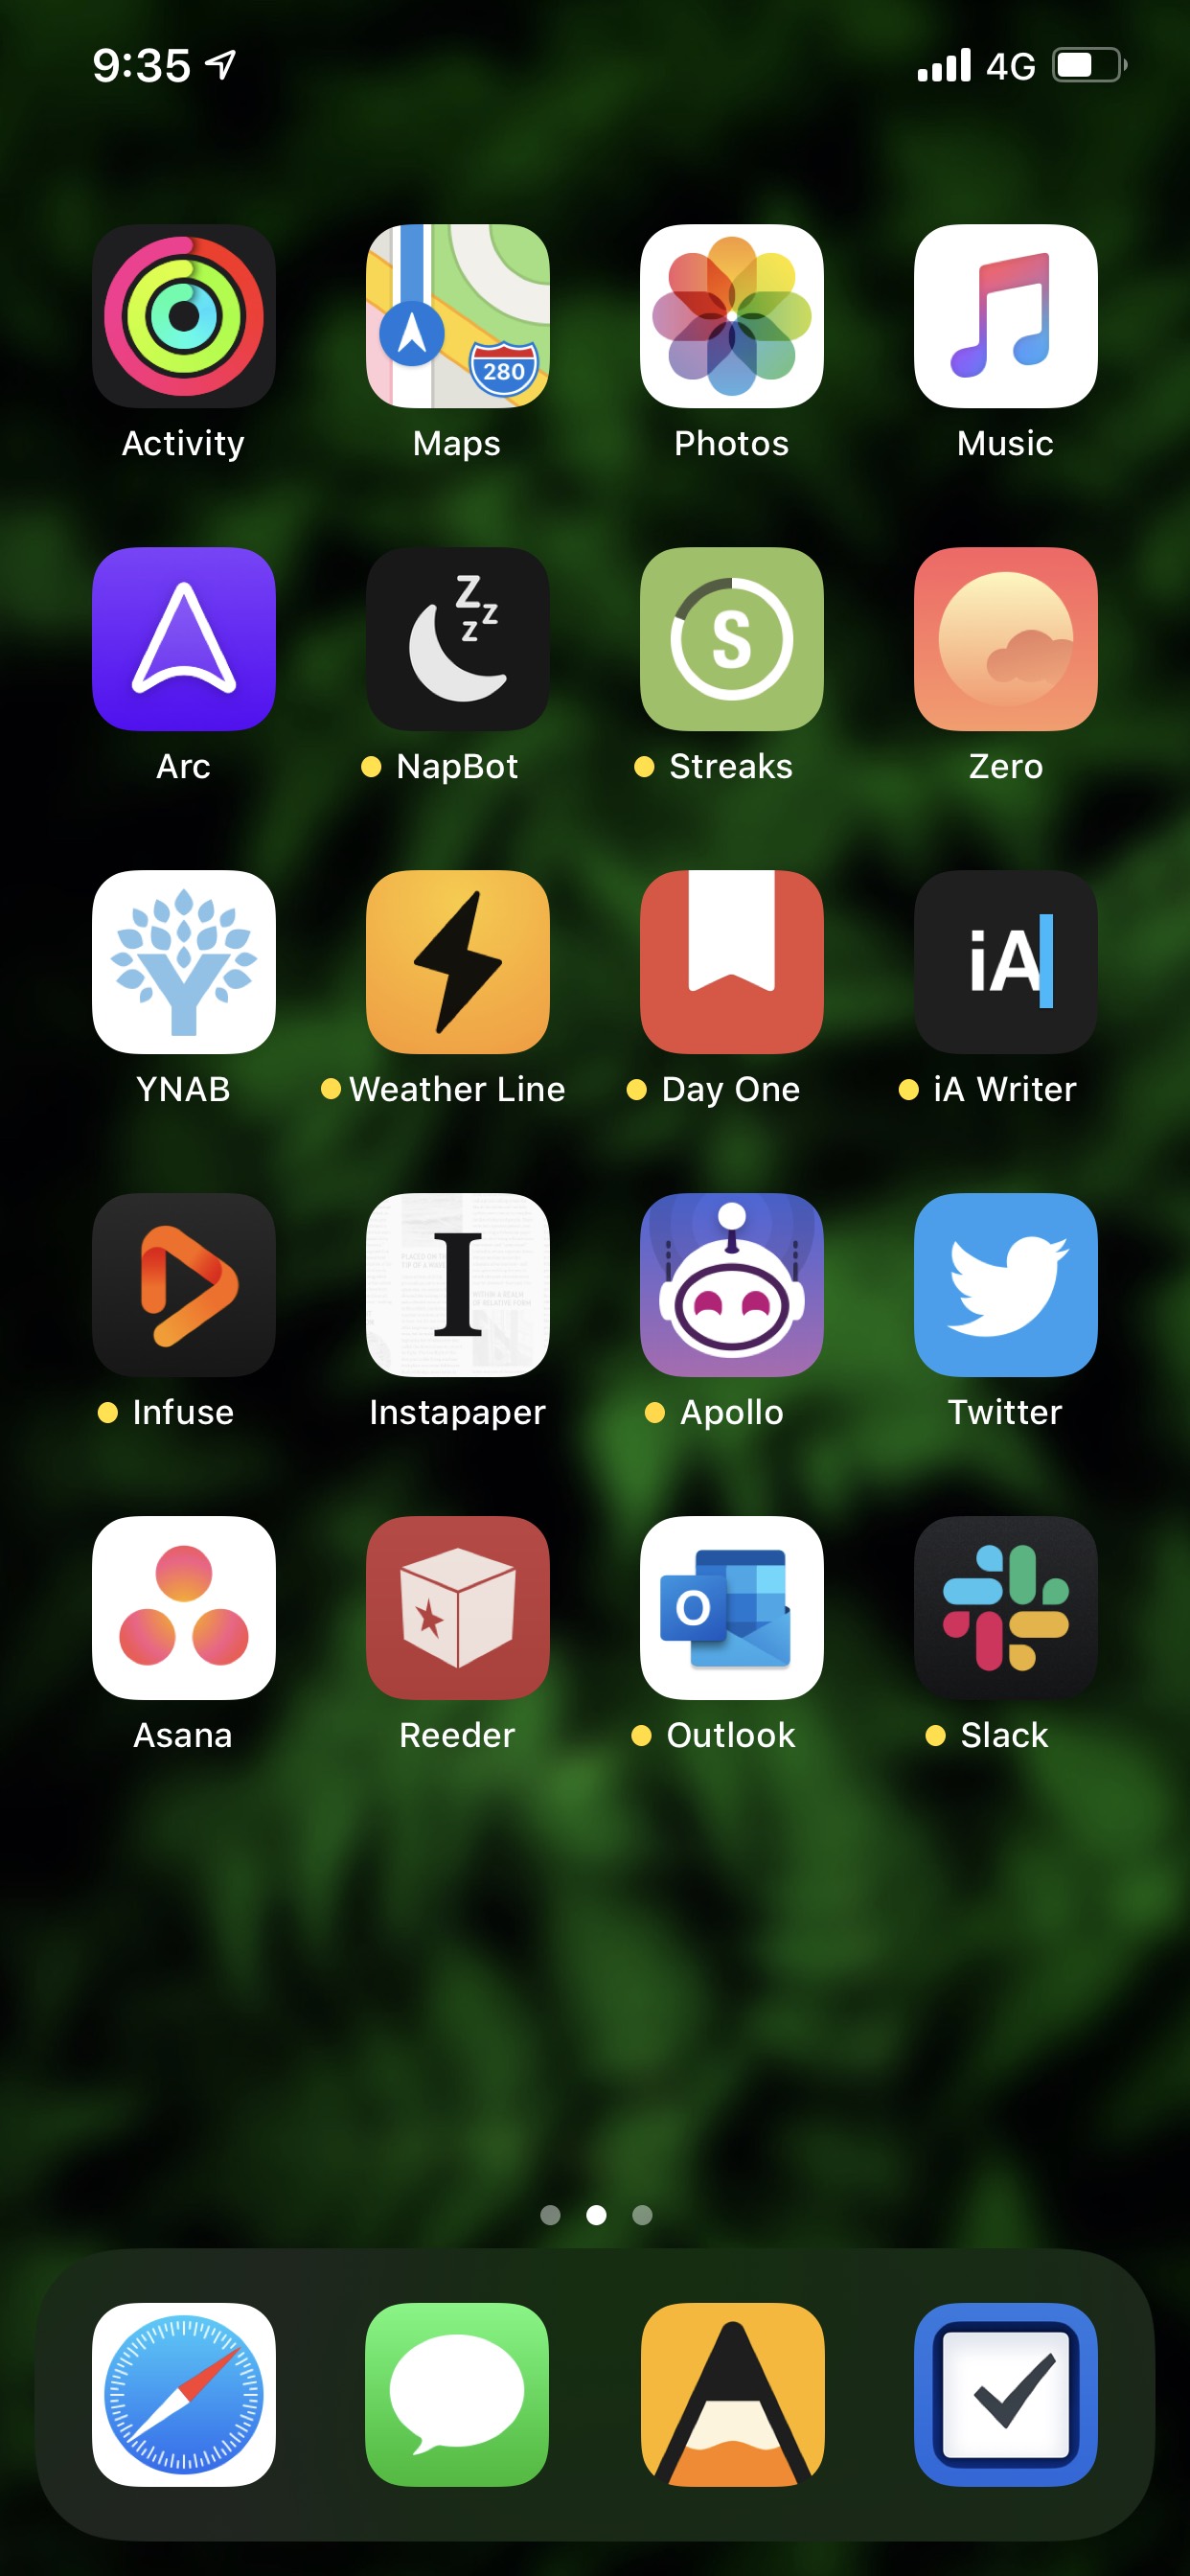 9:35 4G
280
Activity Maps Photos Music
Z
z
z
S
Arc NapBot Streaks Zero
iA
YNAB Weather Line Day One iA Writer
I
Infuse Instapaper Apollo Twitter
O
Asana Reeder Outlook Slack